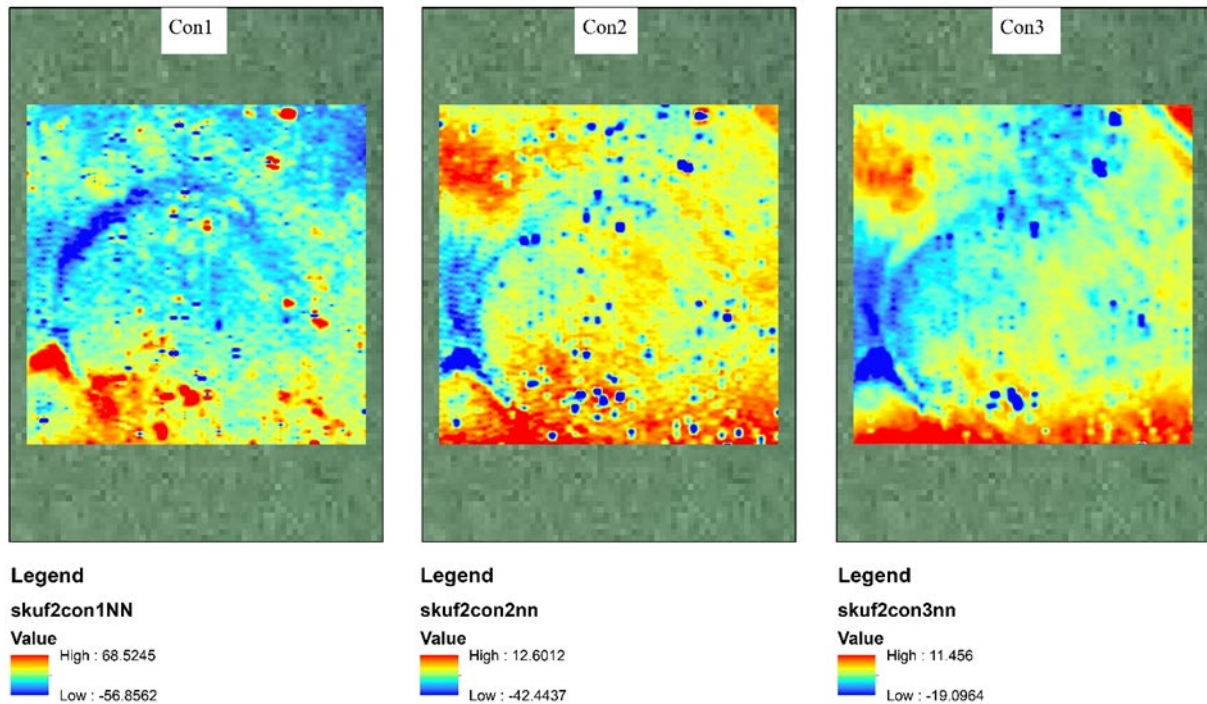 Con1
Con2
Con3
Legend
skuf2con1NN
Value
High : 68.5245
Low : -56.8562
Legend
skuf2con2nn
Value
High : 12.6012
Low : -42.4437
Legend
skuf2con3nn
Value
High : 11.456
Low : -19.0964